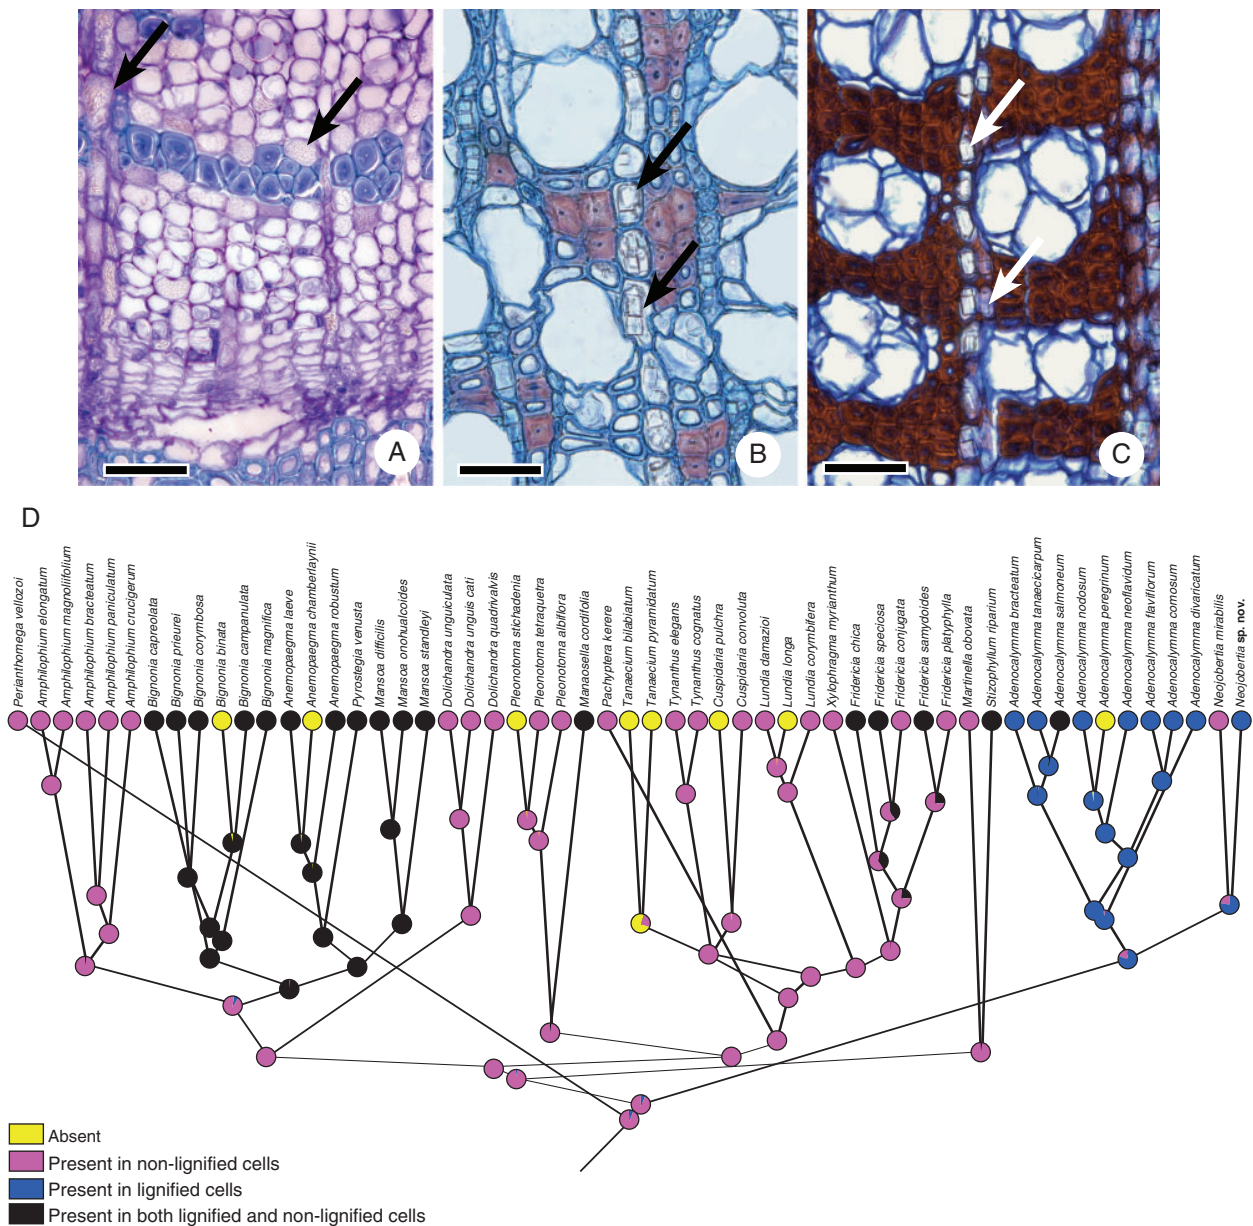 A
B
C
D
Perianthomega vellozoi
Amphilophium elongatum
Amphilophium magnoliifolium
Amphilophium bracteatum
Amphilophium paniculatum
Amphilophium crucigerum
Bignonia capreolata
Bignonia prieurei
Bignonia corymbosa
Bignonia binata
Bignonia campanulata
Bignonia magnifica
Anemopaegma laeve
Anemopaegma chamberlaynii
Anemopaegma robustum
Pyrostegia venusta
Mansoa difficilis
Mansoa onohualcoides
Mansoa standleyi
Dolichandra unguiculata
Dolichandra unguis cati
Dolichandra quadrivalvis
Pleonotoma stichadenia
Pleonotoma tetraquetra
Pleonotoma albiflora
Manaosella cordifolia
Pachyptera kerere
Tanaecium bilabiatum
Tanaecium pyramidatum
Tynanthus elegans
Tynanthus cognatus
Cuspidaria pulchra
Cuspidaria convoluta
Lundia damazioi
Lundia longa
Lundia corymbifera
Xylophragma myrianthum
Fridericia chica
Fridericia speciosa
Fridericia conjugata
Fridericia samydoides
Fridericia platyphylla
Martinella obovata
Stizophyllum riparium
Adenocalymma bracteatum
Adenocalymma tanaecicarpum
Adenocalymma salmoneum
Adenocalymma nodosum
Adenocalymma peregrinum
Adenocalymma neoflavidum
Adenocalymma flaviflorum
Adenocalymma comosum
Adenocalymma divaricatum
Neojobertia mirabilis
Neojobertia sp. nov.
Absent
Present in non-lignified cells
Present in lignified cells
Present in both lignified and non-lignified cells